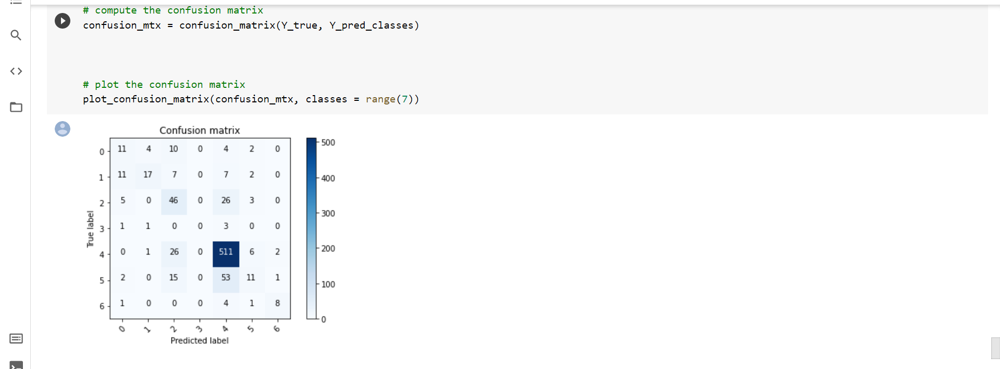 # compute the confusion matrix
confusion_mtx = confusion_matrix(Y_true, Y_pred_classes)
# plot the confusion matrix
plot_confusion_matrix(confusion_mtx, classes = range(7))
Confusion matrix
0 11 4 10 0 4 2 0
1 11 17 7 0 7 2 0
2 5 0 46 0 26 3 0
3 1 1 0 0 3 0 0
4 0 1 26 0 511 6 2
5 2 0 15 0 53 11 1
6 1 0 0 0 4 1 8
0 1 2 3 4 5 6
True label
Predicted label
500
400
300
200
100
0